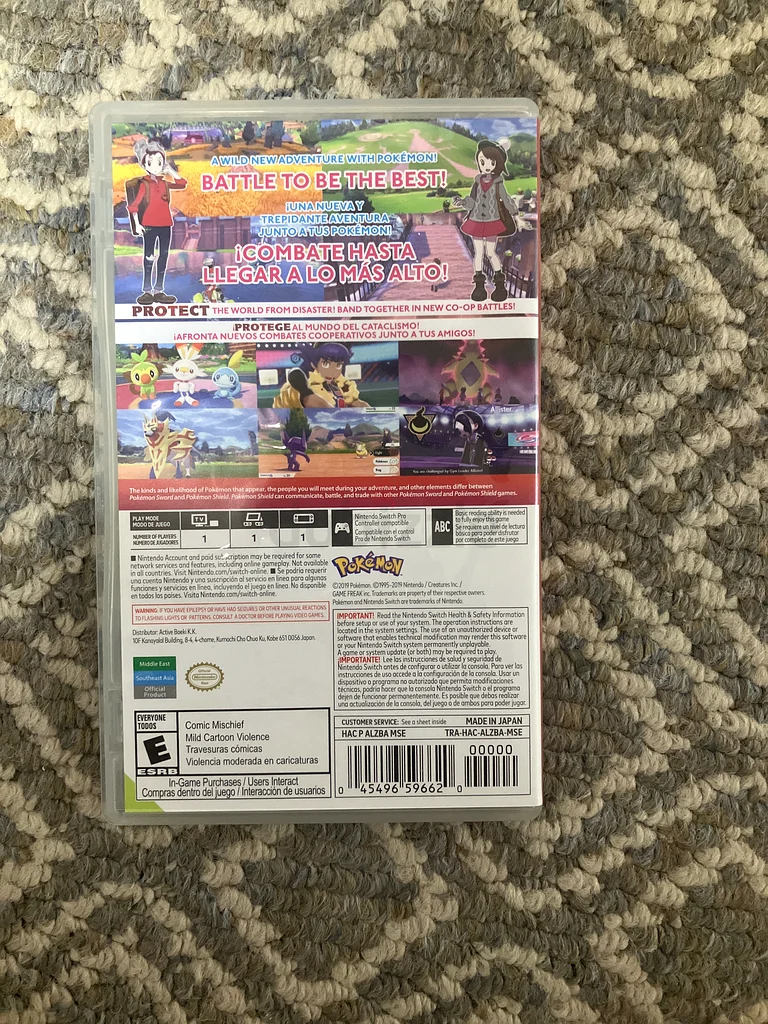 A WILD NEW ADVENTURE WITH POKÉMON!
BATTLE TO BE THE BEST!
¡UNA NUEVA Y
TREPIDANTE AVENTURA
JUNTO A TUS POKÉMON!
¡COMBATE HASTA
LLEGAR A LO MÁS ALTO!
PROTECT THE WORLD FROM DISASTER! BAND TOGETHER IN NEW CO-OP BATTLES!
¡PROTEGE AL MUNDO DEL CATACLISMO!
¡AFRONTA NUEVOS COMBATES COOPERATIVOS JUNTO A TUS AMIGOS!
Allister
You are challenged by Gym Leader Allister!
Fight
Pokémon
Bag
The kinds and likelihood of Pokémon that appear, the people you will meet during your adventure, and other elements differ between
Pokémon Sword and Pokémon Shield. Pokémon Sword can communicate, battle, and trade with other Pokémon Sword and Pokémon Shield games.
PLAY MODE
MODO DE JUEGO
TV
NUMBER OF PLAYERS
NÚMERO DE JUGADORES
1
1
1
Nintendo Switch Pro
Controller compatible
Compatible con el control
Pro de Nintendo Switch
ABC
Basic reading ability is needed
to fully enjoy this game
Se requiere un nivel de lectura
básica para poder disfrutar
por completo de este juego
■ Nintendo Account and paid subscription may be required for some
network services and features, including online gameplay. Not available
in all countries. Visit Nintendo.com/switch-online. ■ Se podría requerir
una cuenta Nintendo y una suscripción al servicio en línea para algunas
funciones y servicios en línea, incluyendo el juego en línea. No disponible
en todos los países. Visita Nintendo.com/switch-online.
WARNING: IF YOU HAVE EPILEPSY OR HAVE HAD SEIZURES OR OTHER UNUSUAL REACTIONS
TO FLASHING LIGHTS OR PATTERNS, CONSULT A DOCTOR BEFORE PLAYING VIDEO GAMES.
Distributor: Active Boeki K.K.
10F Kanayalal Building, 8-4, 4-chome, Kumochi Cho Chuo Ku, Kobe 651 0056 Japan.
Middle East
Southeast Asia
Official
Product
Nintendo
POKéMON
©2019 Pokémon. ©1995–2019 Nintendo / Creatures Inc. /
GAME FREAK inc. Trademarks are property of their respective owners.
Pokémon and Nintendo Switch are trademarks of Nintendo.
IMPORTANT! Read the Nintendo Switch Health & Safety Information
before setup or use of your system. The operation instructions are
located in the system settings. The use of an unauthorized device or
software that enables technical modification may render this software
or your Nintendo Switch system permanently unplayable.
A game or system update (or both) may be required to play.
¡IMPORTANTE! Lee las instrucciones de salud y seguridad de
Nintendo Switch antes de configurar o utilizar la consola. Para ver las
instrucciones de uso accede a la configuración de la consola. Usar un
dispositivo o programa no autorizado que permita modificaciones
técnicas, podría hacer que la consola Nintendo Switch o el programa
dejen de funcionar permanentemente. Es posible que debas realizar
una actualización de la consola, del juego o de ambos para poder jugar.
EVERYONE
TODOS
E
ESRB
Comic Mischief
Mild Cartoon Violence
Travesuras cómicas
Violencia moderada en caricaturas
In-Game Purchases / Users Interact
Compras dentro del juego / Interacción de usuarios
CUSTOMER SERVICE: See a sheet inside
MADE IN JAPAN
HAC P ALZBA MSE
TRA-HAC-ALZBA-MSE
00000
0 45496 59662 0